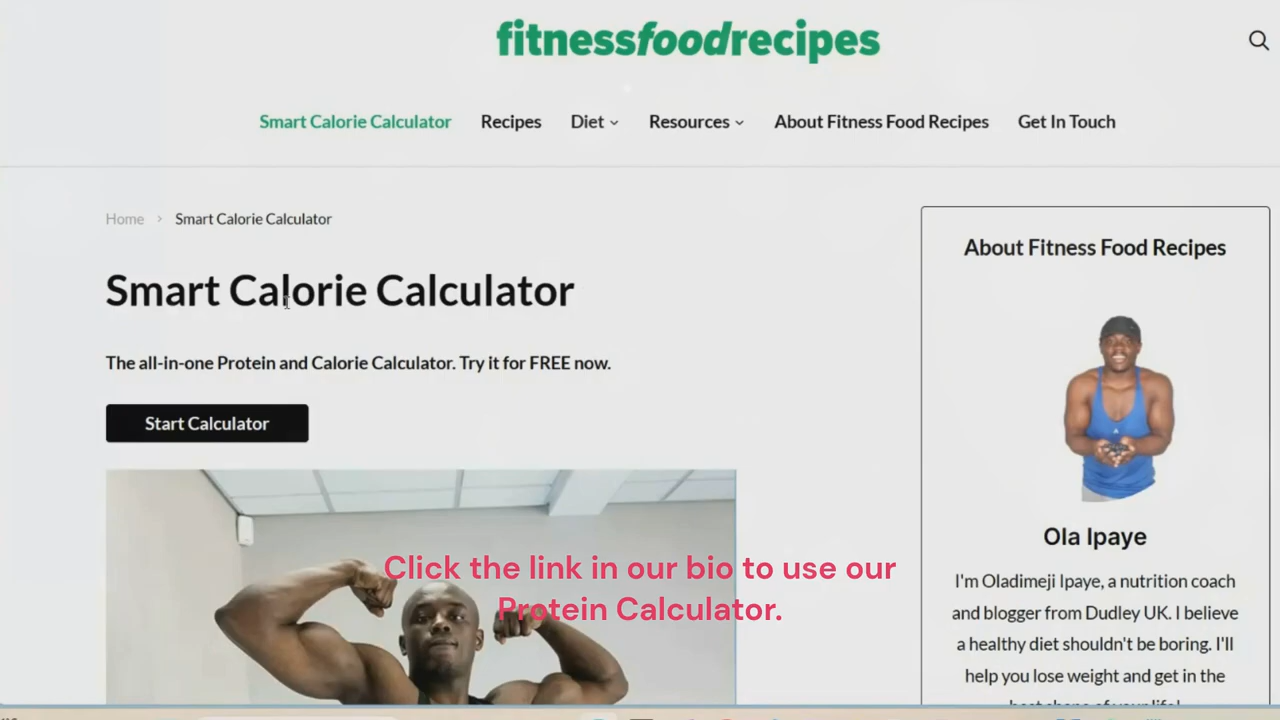 fitnessfoodrecipes
Smart Calorie Calculator Recipes Diet Resources About Fitness Food Recipes Get In Touch
Home > Smart Calorie Calculator
Smart Calorie Calculator
The all-in-one Protein and Calorie Calculator. Try it for FREE now.
Start Calculator
Click the link in our bio to use our
Protein Calculator.
About Fitness Food Recipes
Ola Ipaye
I'm Oladimeji Ipaye, a nutrition coach
and blogger from Dudley UK. I believe
a healthy diet shouldn't be boring. I'll
help you lose weight and get in the